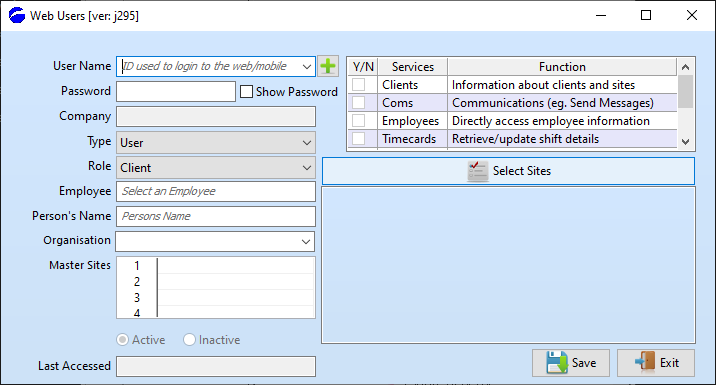 Web Users [ver: j295]
User Name ID used to login to the web/mobile
Password Show Password
Company
Type User
Role Client
Employee Select an Employee
Person's Name Persons Name
Organisation
Master Sites 1
2
3
4
Active Inactive
Last Accessed
Y/N Services Function
Clients Information about clients and sites
Coms Communications (eg. Send Messages)
Employees Directly access employee information
Timecards Retrieve/update shift details
Select Sites
Save Exit